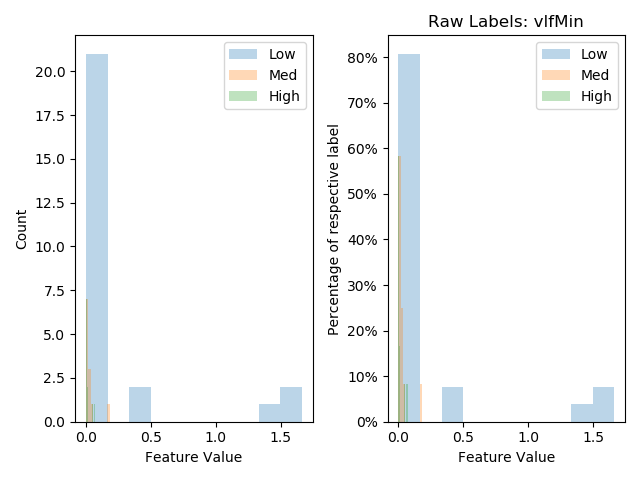 20.0
17.5
15.0
12.5
10.0
7.5
5.0
2.5
0.0
Count
0.0 0.5 1.0 1.5
Feature Value
Low
Med
High
Raw Labels: vlfMin
80%
70%
60%
50%
40%
30%
20%
10%
0%
Percentage of respective label
0.0 0.5 1.0 1.5
Feature Value
Low
Med
High